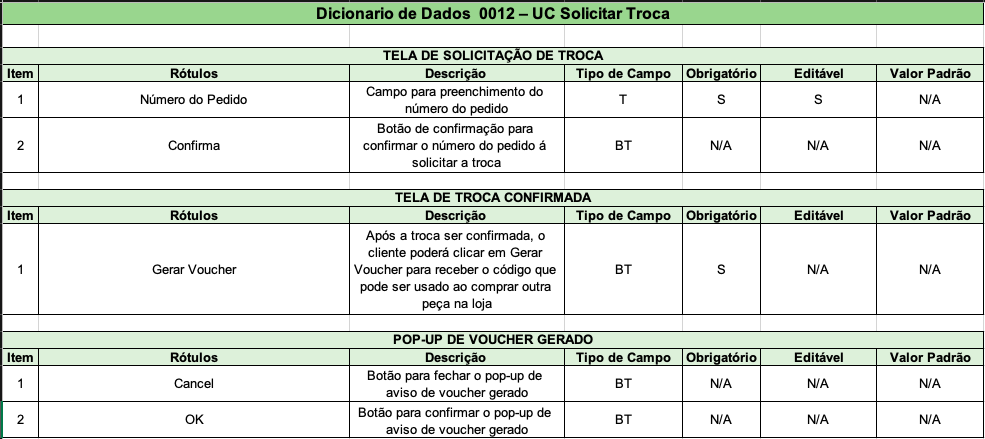 Dicionario de Dados 0012 – UC Solicitar Troca
TELA DE SOLICITAÇÃO DE TROCA
Item Rótulos Descrição Tipo de Campo Obrigatório Editável Valor Padrão
1 Número do Pedido Campo para preenchimento do número do pedido T S S N/A
2 Confirma Botão de confirmação para confirmar o número do pedido á solicitar a troca BT N/A N/A N/A
TELA DE TROCA CONFIRMADA
Item Rótulos Descrição Tipo de Campo Obrigatório Editável Valor Padrão
1 Gerar Voucher Após a troca ser confirmada, o cliente poderá clicar em Gerar Voucher para receber o código que pode ser usado ao comprar outra peça na loja BT S N/A N/A
POP-UP DE VOUCHER GERADO
Item Rótulos Descrição Tipo de Campo Obrigatório Editável Valor Padrão
1 Cancel Botão para fechar o pop-up de aviso de voucher gerado BT N/A N/A N/A
2 OK Botão para confirmar o pop-up de aviso de voucher gerado BT N/A N/A N/A